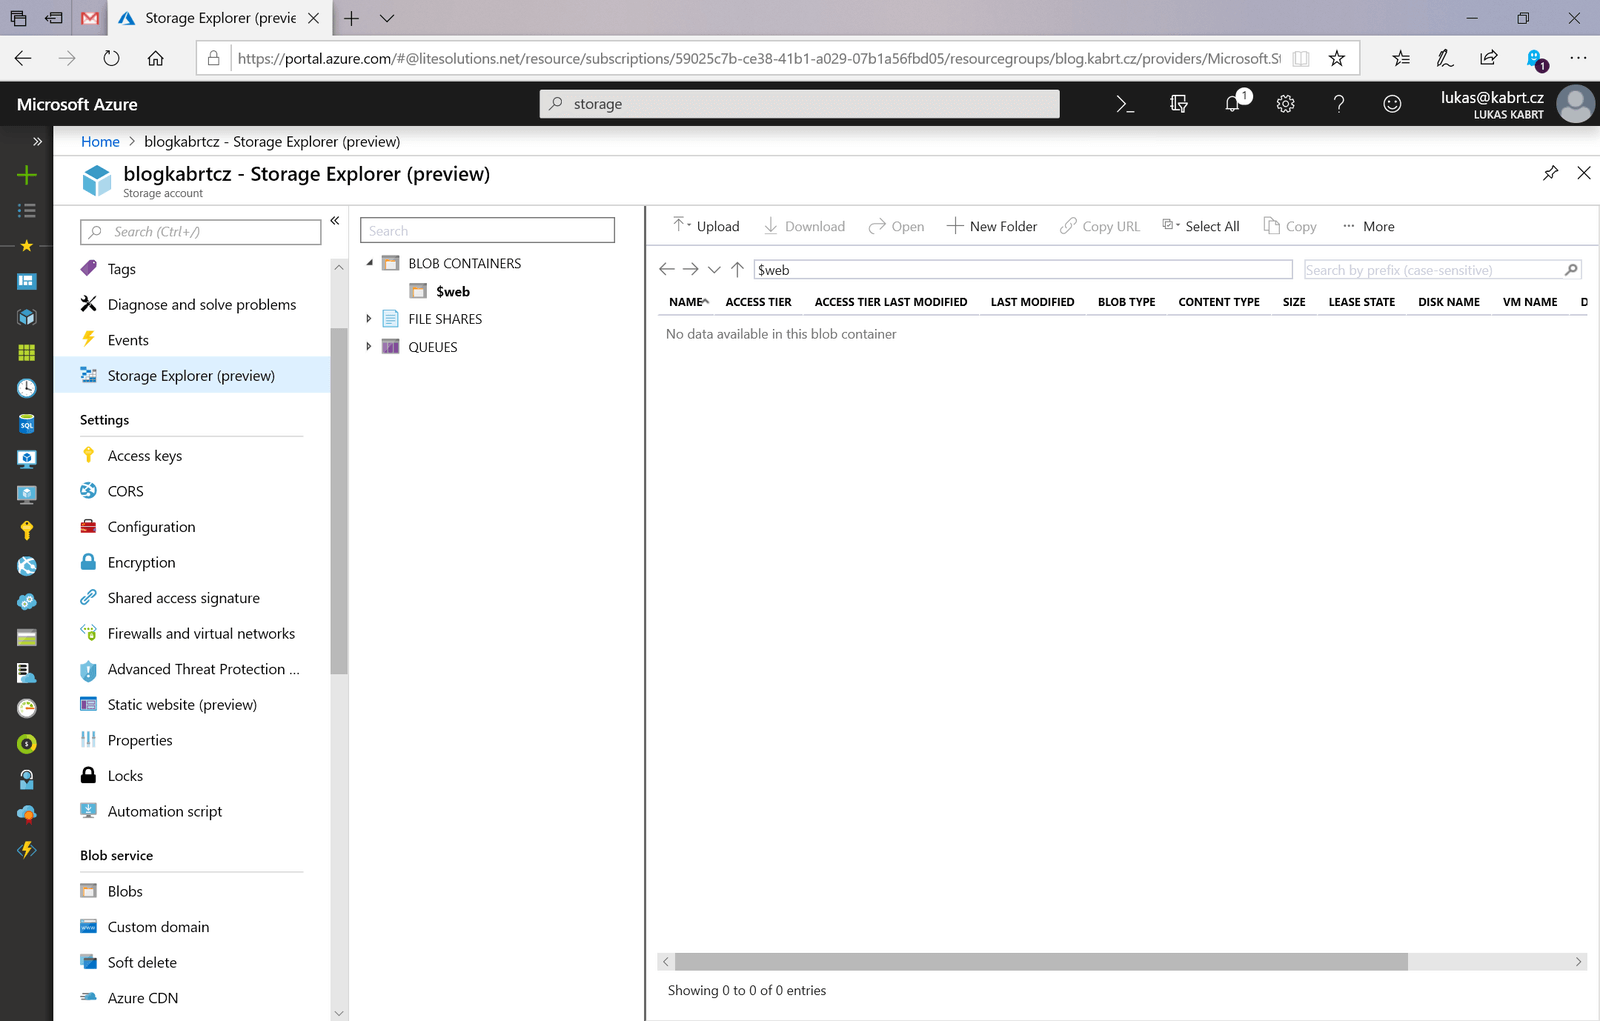 Storage Explorer (previe
https://portal.azure.com/#@litesolutions.net/resource/subscriptions/59025c7b-ce38-41b1-a029-07b1a56fbd05/resourcegroups/blog.kabrt.cz/providers/Microsoft.St
1
Microsoft Azure
storage
1
lukas@kabrt.cz
LUKAS KABRT
Home > blogkabrtcz - Storage Explorer (preview)
blogkabrtcz - Storage Explorer (preview)
Storage account
Search (Ctrl+/)
Tags
Diagnose and solve problems
Events
Storage Explorer (preview)
Settings
Access keys
CORS
Configuration
Encryption
Shared access signature
Firewalls and virtual networks
Advanced Threat Protection ...
Static website (preview)
Properties
Locks
Automation script
Blob service
Blobs
Custom domain
Soft delete
Azure CDN
SQL
Search
BLOB CONTAINERS
$web
FILE SHARES
QUEUES
Upload Download Open New Folder Copy URL Select All Copy ... More
$web
Search by prefix (case-sensitive)
NAME ACCESS TIER ACCESS TIER LAST MODIFIED LAST MODIFIED BLOB TYPE CONTENT TYPE SIZE LEASE STATE DISK NAME VM NAME D
No data available in this blob container
Showing 0 to 0 of 0 entries